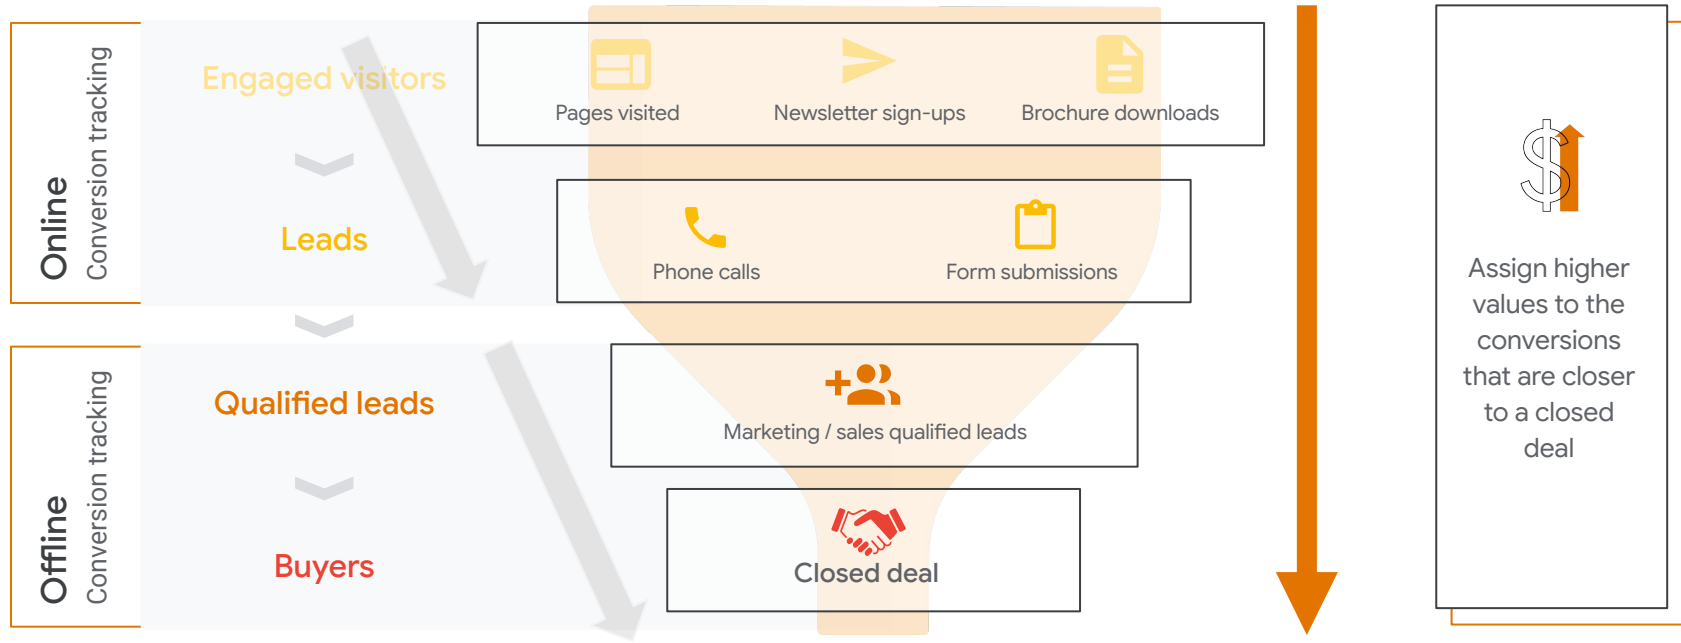 Online
Conversion tracking
Engaged visitors
Pages visited
Newsletter sign-ups
Brochure downloads
Leads
Phone calls
Form submissions
Offline
Conversion tracking
Qualified leads
Marketing / sales qualified leads
Buyers
Closed deal
Assign higher
values to the
conversions
that are closer
to a closed
deal